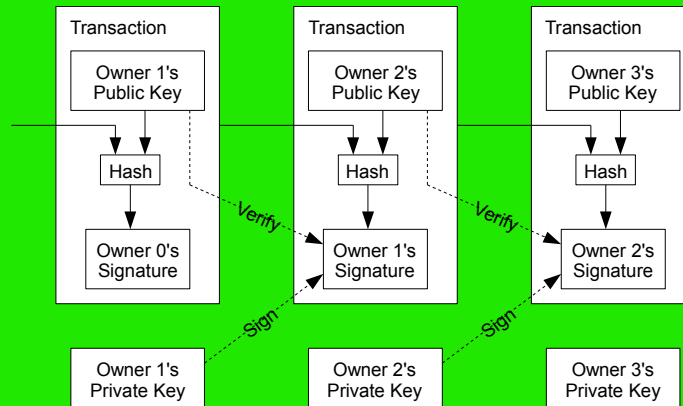 Transaction
Owner 1's
Public Key
Hash
Owner 0's
Signature
Transaction
Owner 2's
Public Key
Hash
Verify
Owner 1's
Signature
Transaction
Owner 3's
Public Key
Hash
Verify
Owner 2's
Signature
Sign
Sign
Owner 1's
Private Key
Owner 2's
Private Key
Owner 3's
Private Key